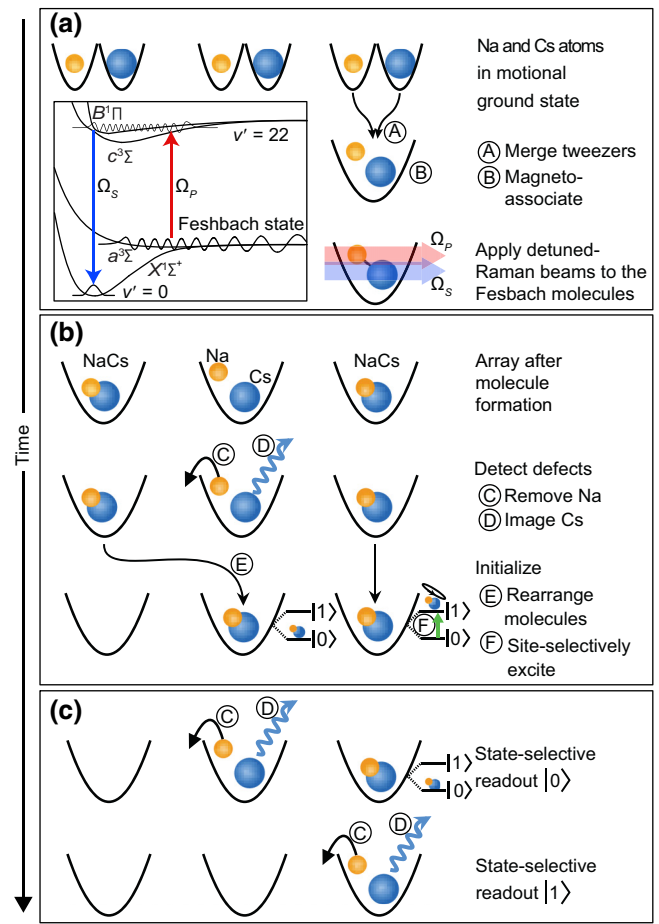 Time
(a)
Na and Cs atoms
in motional
ground state
B¹Π
v′ = 22
c³Σ
Ω_S
Ω_P
Feshbach state
a³Σ
X¹Σ⁺
v′ = 0
A
B
A Merge tweezers
B Magneto-
associate
Ω_P
Ω_S
Apply detuned-
Raman beams to the
Fesbach molecules
(b)
NaCs
Na
Cs
NaCs
Array after
molecule
formation
C
D
Detect defects
C Remove Na
D Image Cs
E
|1⟩
|0⟩
F
|1⟩
|0⟩
Initialize
E Rearrange
molecules
F Site-selectively
excite
(c)
C
D
|1⟩
|0⟩
State-selective
readout |0⟩
C
D
State-selective
readout |1⟩